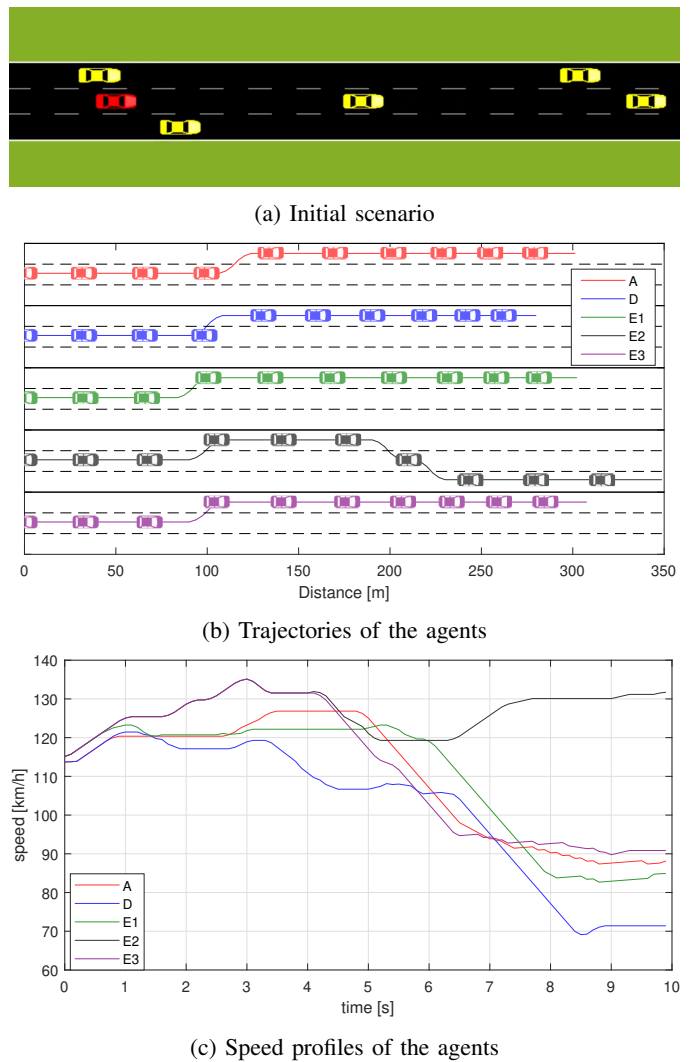 (a) Initial scenario
A
D
E1
E2
E3
0 50 100 150 200 250 300 350
Distance [m]
(b) Trajectories of the agents
140
130
120
110
100
90
80
70
60
speed [km/h]
A
D
E1
E2
E3
0 1 2 3 4 5 6 7 8 9 10
time [s]
(c) Speed profiles of the agents